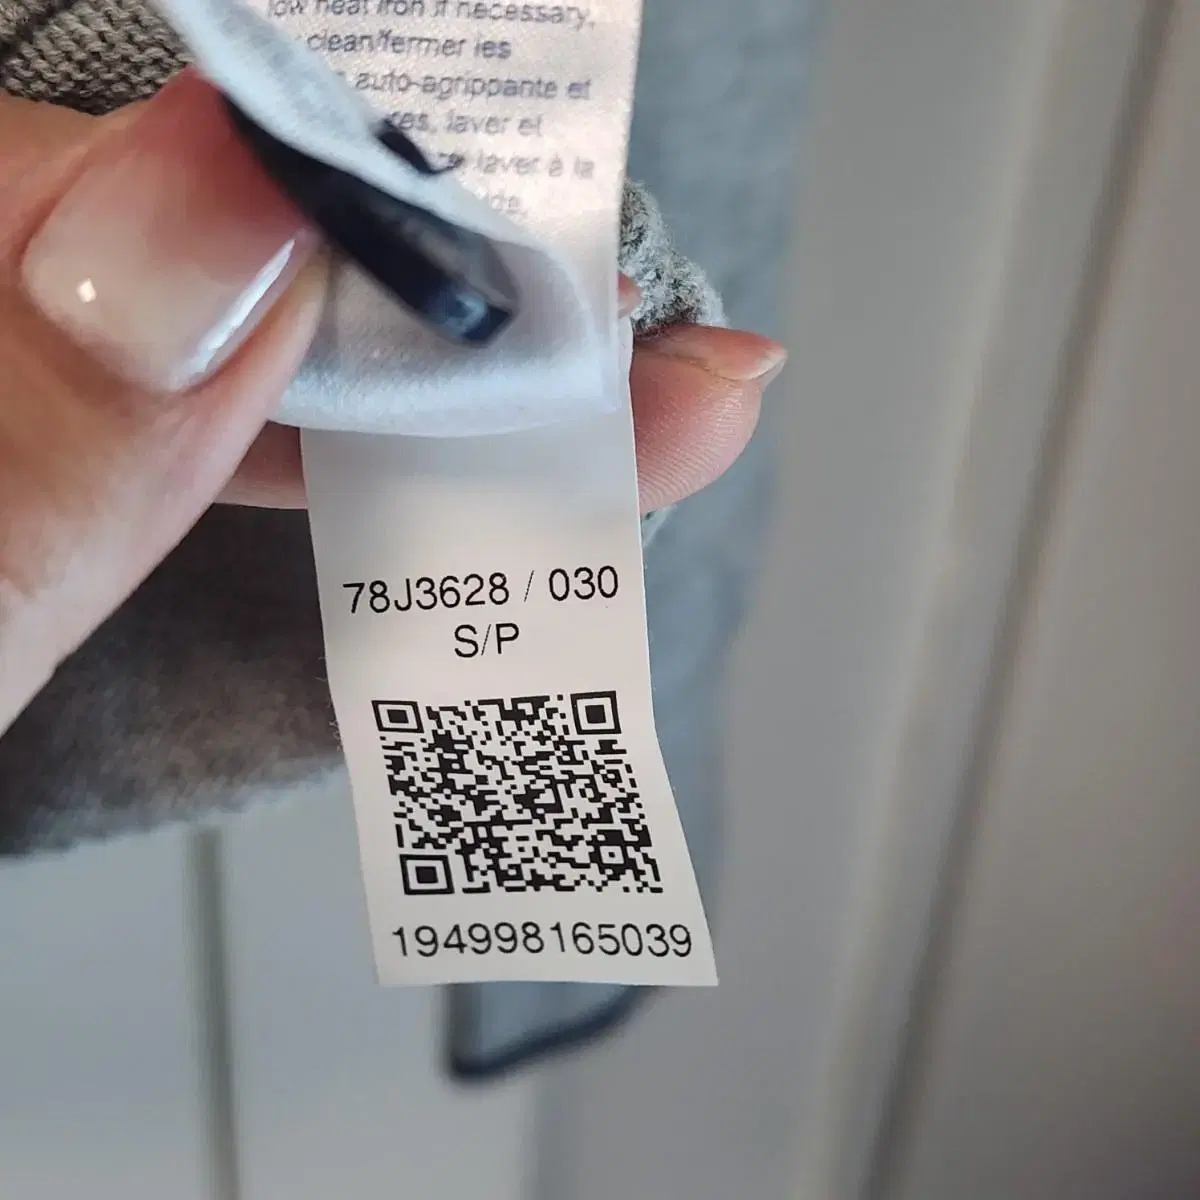 low heat iron if necessary,
clean/fermer les
auto-agrippante et
laver et
laver à la
78J3628 / 030
S/P
194998165039